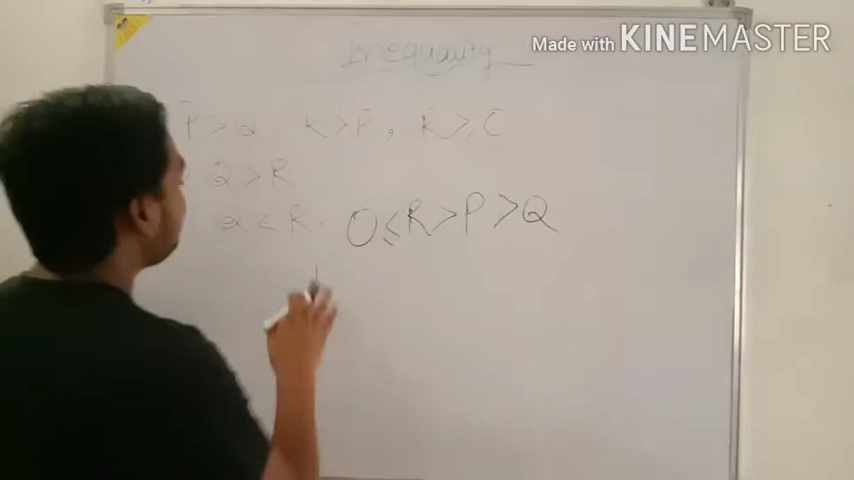 Made with KINEMASTER
Inequality
P > Q K > P , R ≥ O
Q > R
Q < R . O ≤ R > P > Q